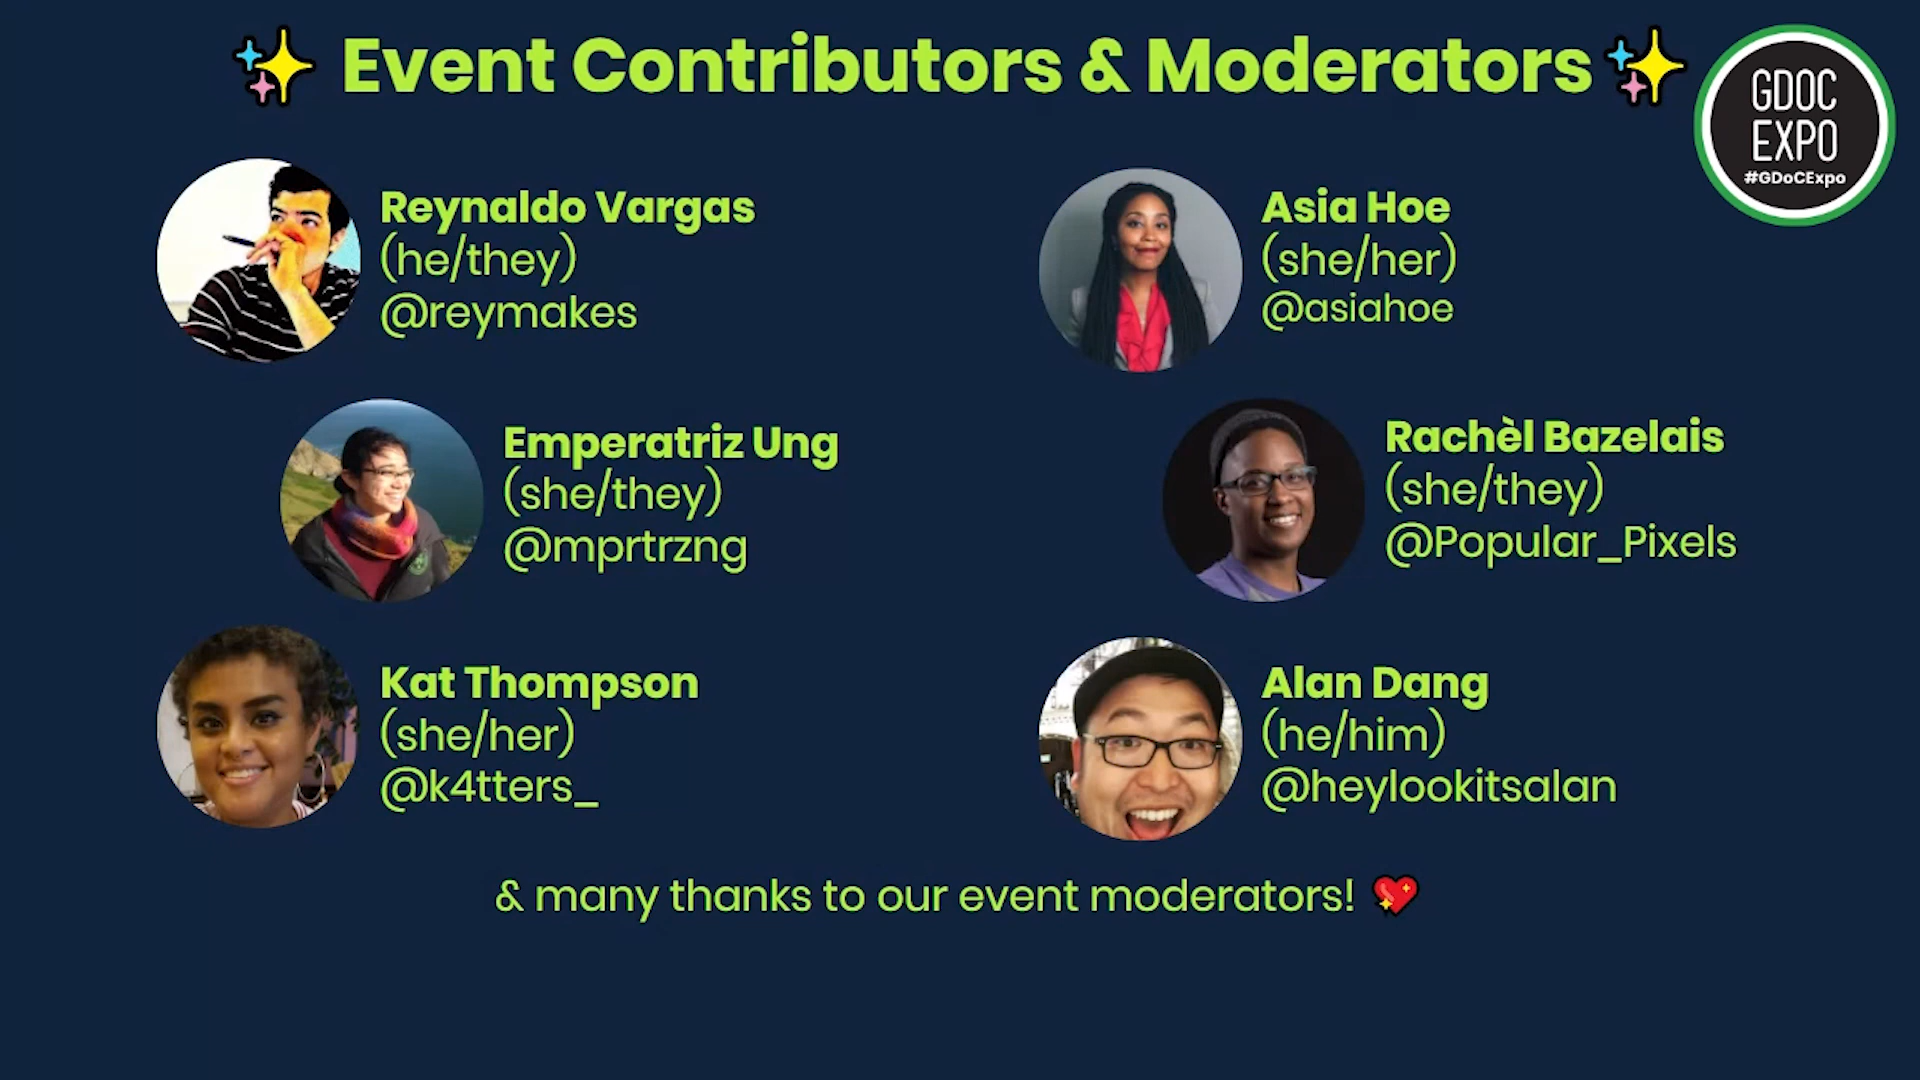 Event Contributors & Moderators
GDOC
EXPO
#GDoCExpo
Reynaldo Vargas
(he/they)
@reymakes
Asia Hoe
(she/her)
@asiahoe
Emperatriz Ung
(she/they)
@mprtrzng
Rachèl Bazelais
(she/they)
@Popular_Pixels
Kat Thompson
(she/her)
@k4tters_
Alan Dang
(he/him)
@heylookitsalan
& many thanks to our event moderators!